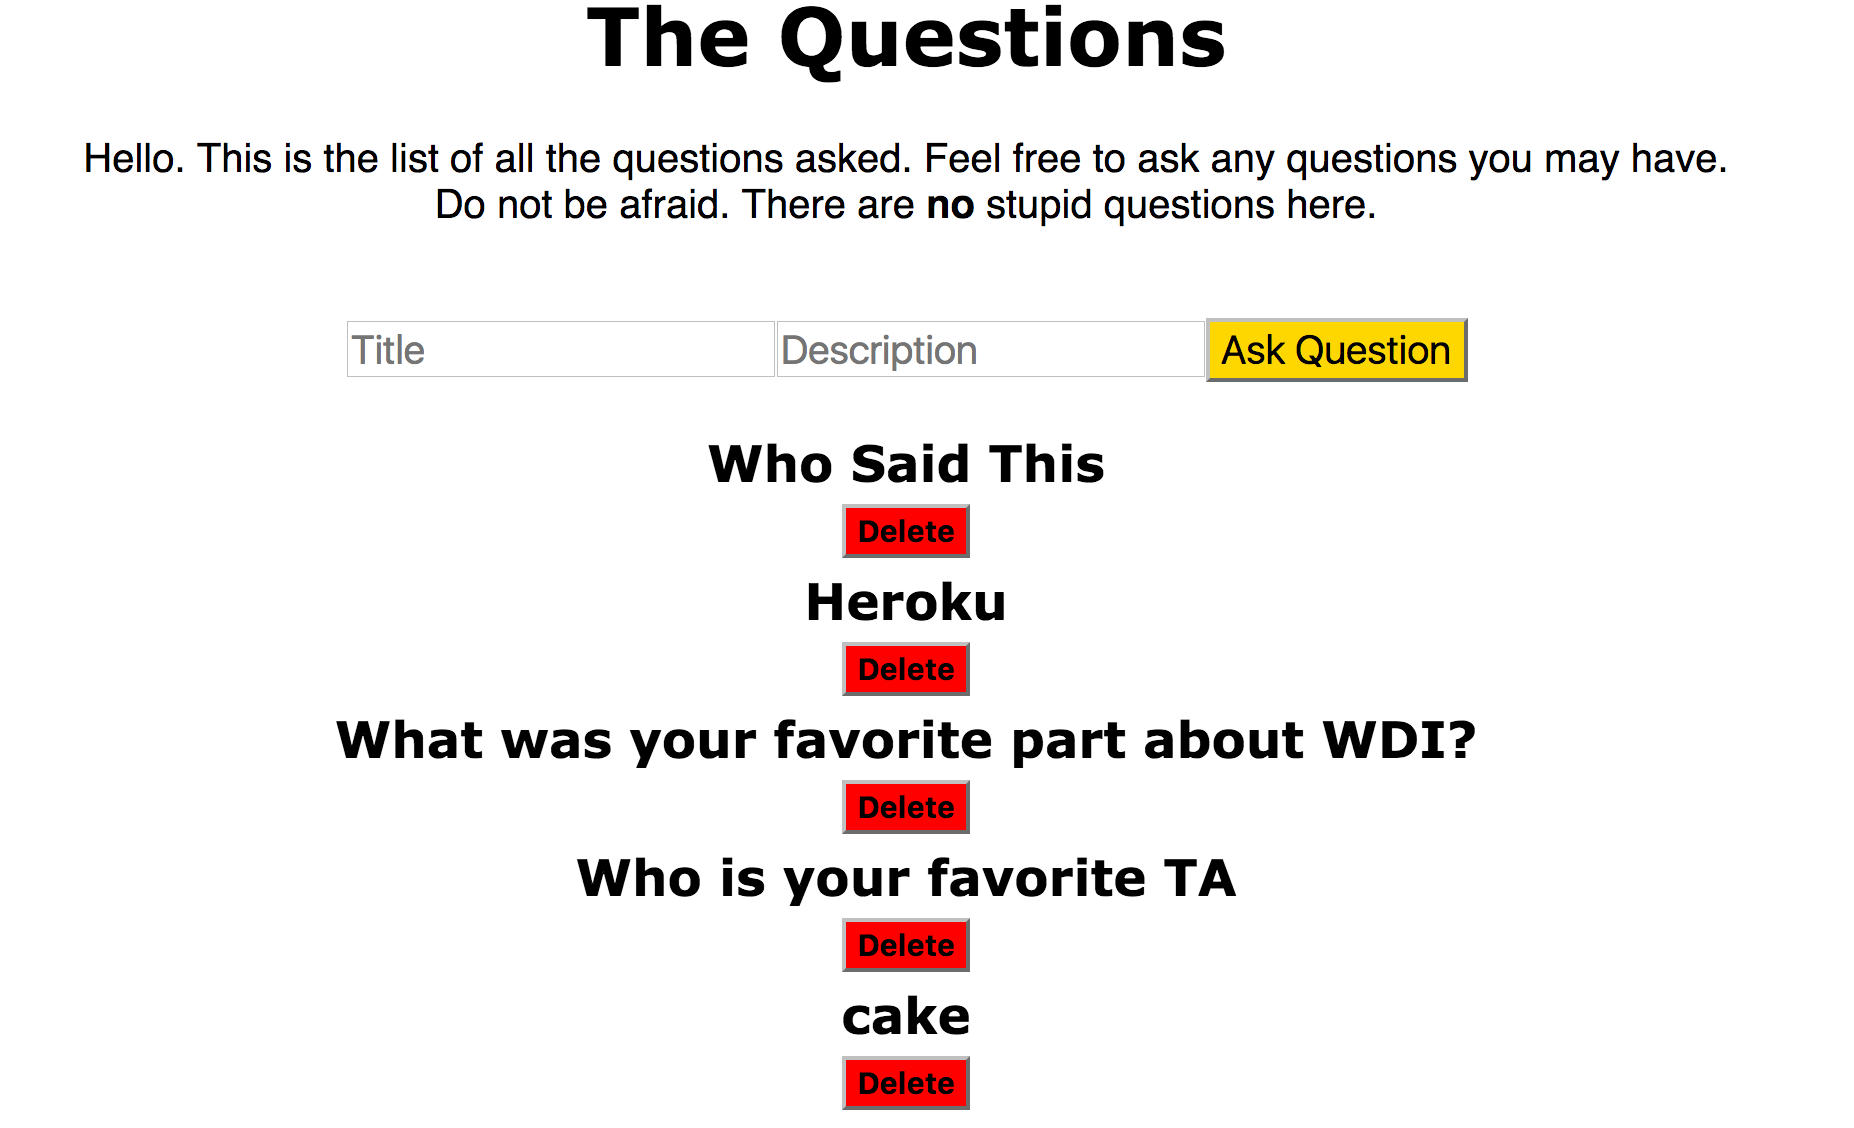 The Questions
Hello. This is the list of all the questions asked. Feel free to ask any questions you may have.
Do not be afraid. There are no stupid questions here.
Title Description Ask Question
Who Said This
Delete
Heroku
Delete
What was your favorite part about WDI?
Delete
Who is your favorite TA
Delete
cake
Delete